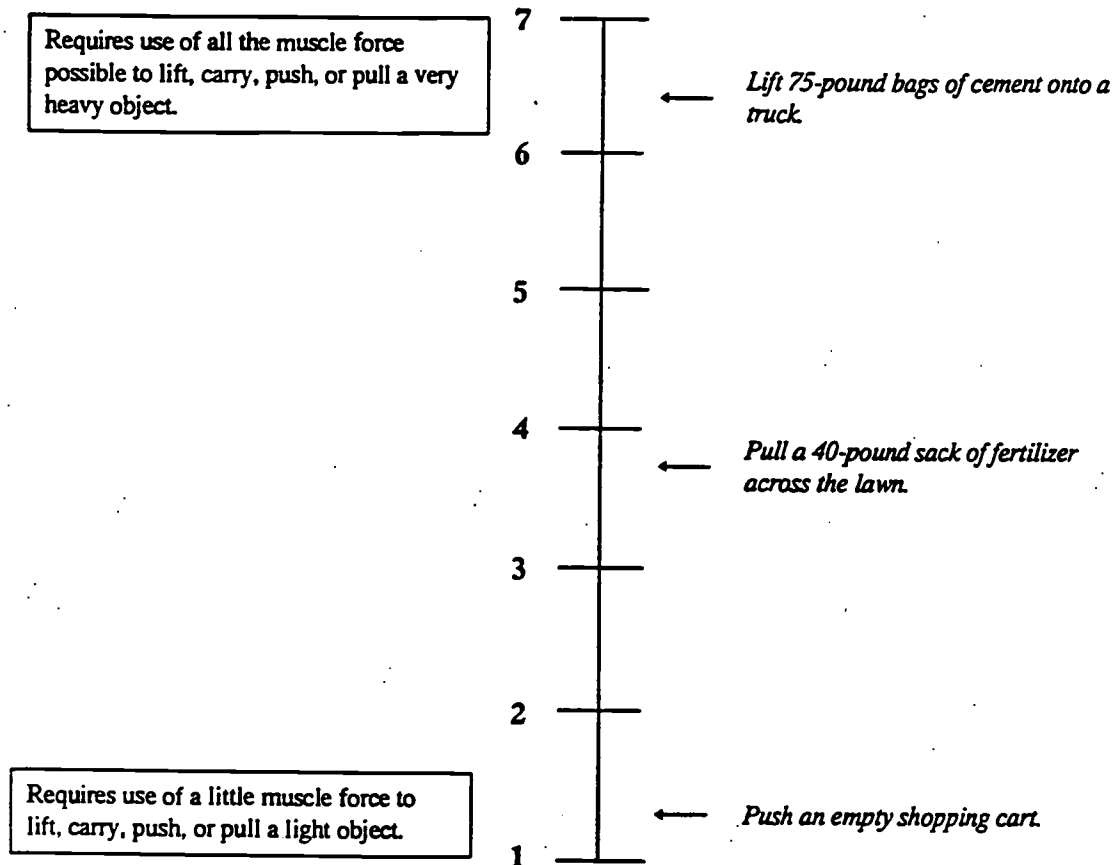 7
Requires use of all the muscle force
possible to lift, carry, push, or pull a very
heavy object.
Lift 75-pound bags of cement onto a
truck.
6
5
4
Pull a 40-pound sack of fertilizer
across the lawn.
3
2
Requires use of a little muscle force to
lift, carry, push, or pull a light object.
Push an empty shopping cart.
1